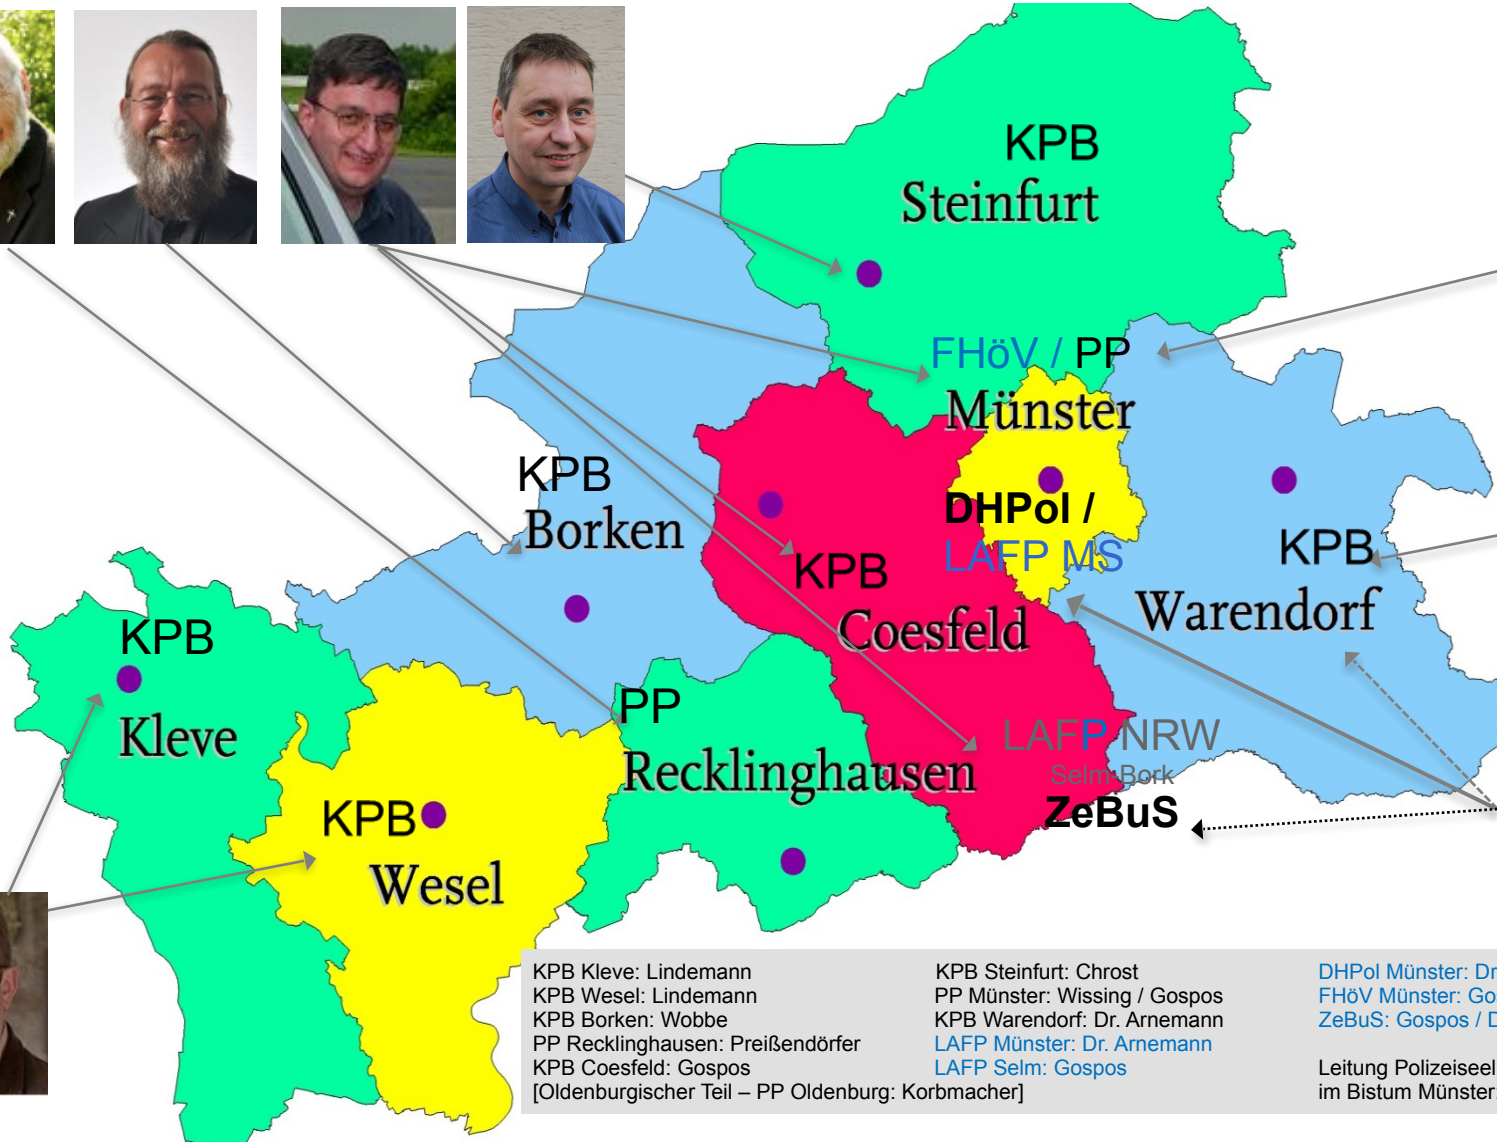 KPB
Steinfurt
FHöV / PP
Münster
KPB
Borken
DHPol /
LAFP MS
KPB
Coesfeld
KPB
Warendorf
KPB
Kleve
PP
Recklinghausen
LAFP NRW
Selm-Bork
ZeBuS
KPB
Wesel
KPB Kleve: Lindemann
KPB Wesel: Lindemann
KPB Borken: Wobbe
PP Recklinghausen: Preißendörfer
KPB Coesfeld: Gospos
[Oldenburgischer Teil – PP Oldenburg: Korbmacher]
KPB Steinfurt: Chrost
PP Münster: Wissing / Gospos
KPB Warendorf: Dr. Arnemann
LAFP Münster: Dr. Arnemann
LAFP Selm: Gospos
DHPol Münster: Dr
FHöV Münster: Go
ZeBuS: Gospos / D
Leitung Polizeiseel
im Bistum Münster: